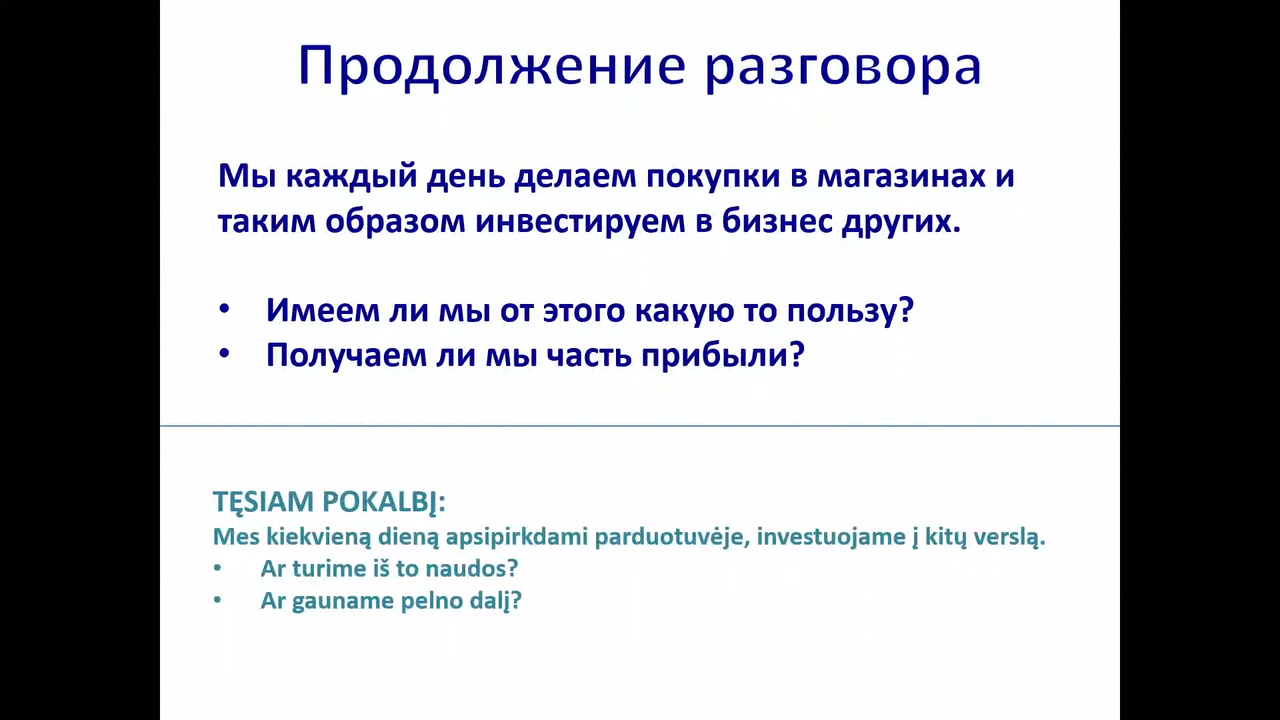 Продолжение разговора
Мы каждый день делаем покупки в магазинах и
таким образом инвестируем в бизнес других.
• Имеем ли мы от этого какую то пользу?
• Получаем ли мы часть прибыли?
TĘSIAM POKALBĮ:
Mes kiekvieną dieną apsipirkdami parduotuvėje, investuojame į kitų verslą.
• Ar turime iš to naudos?
• Ar gauname pelno dalį?